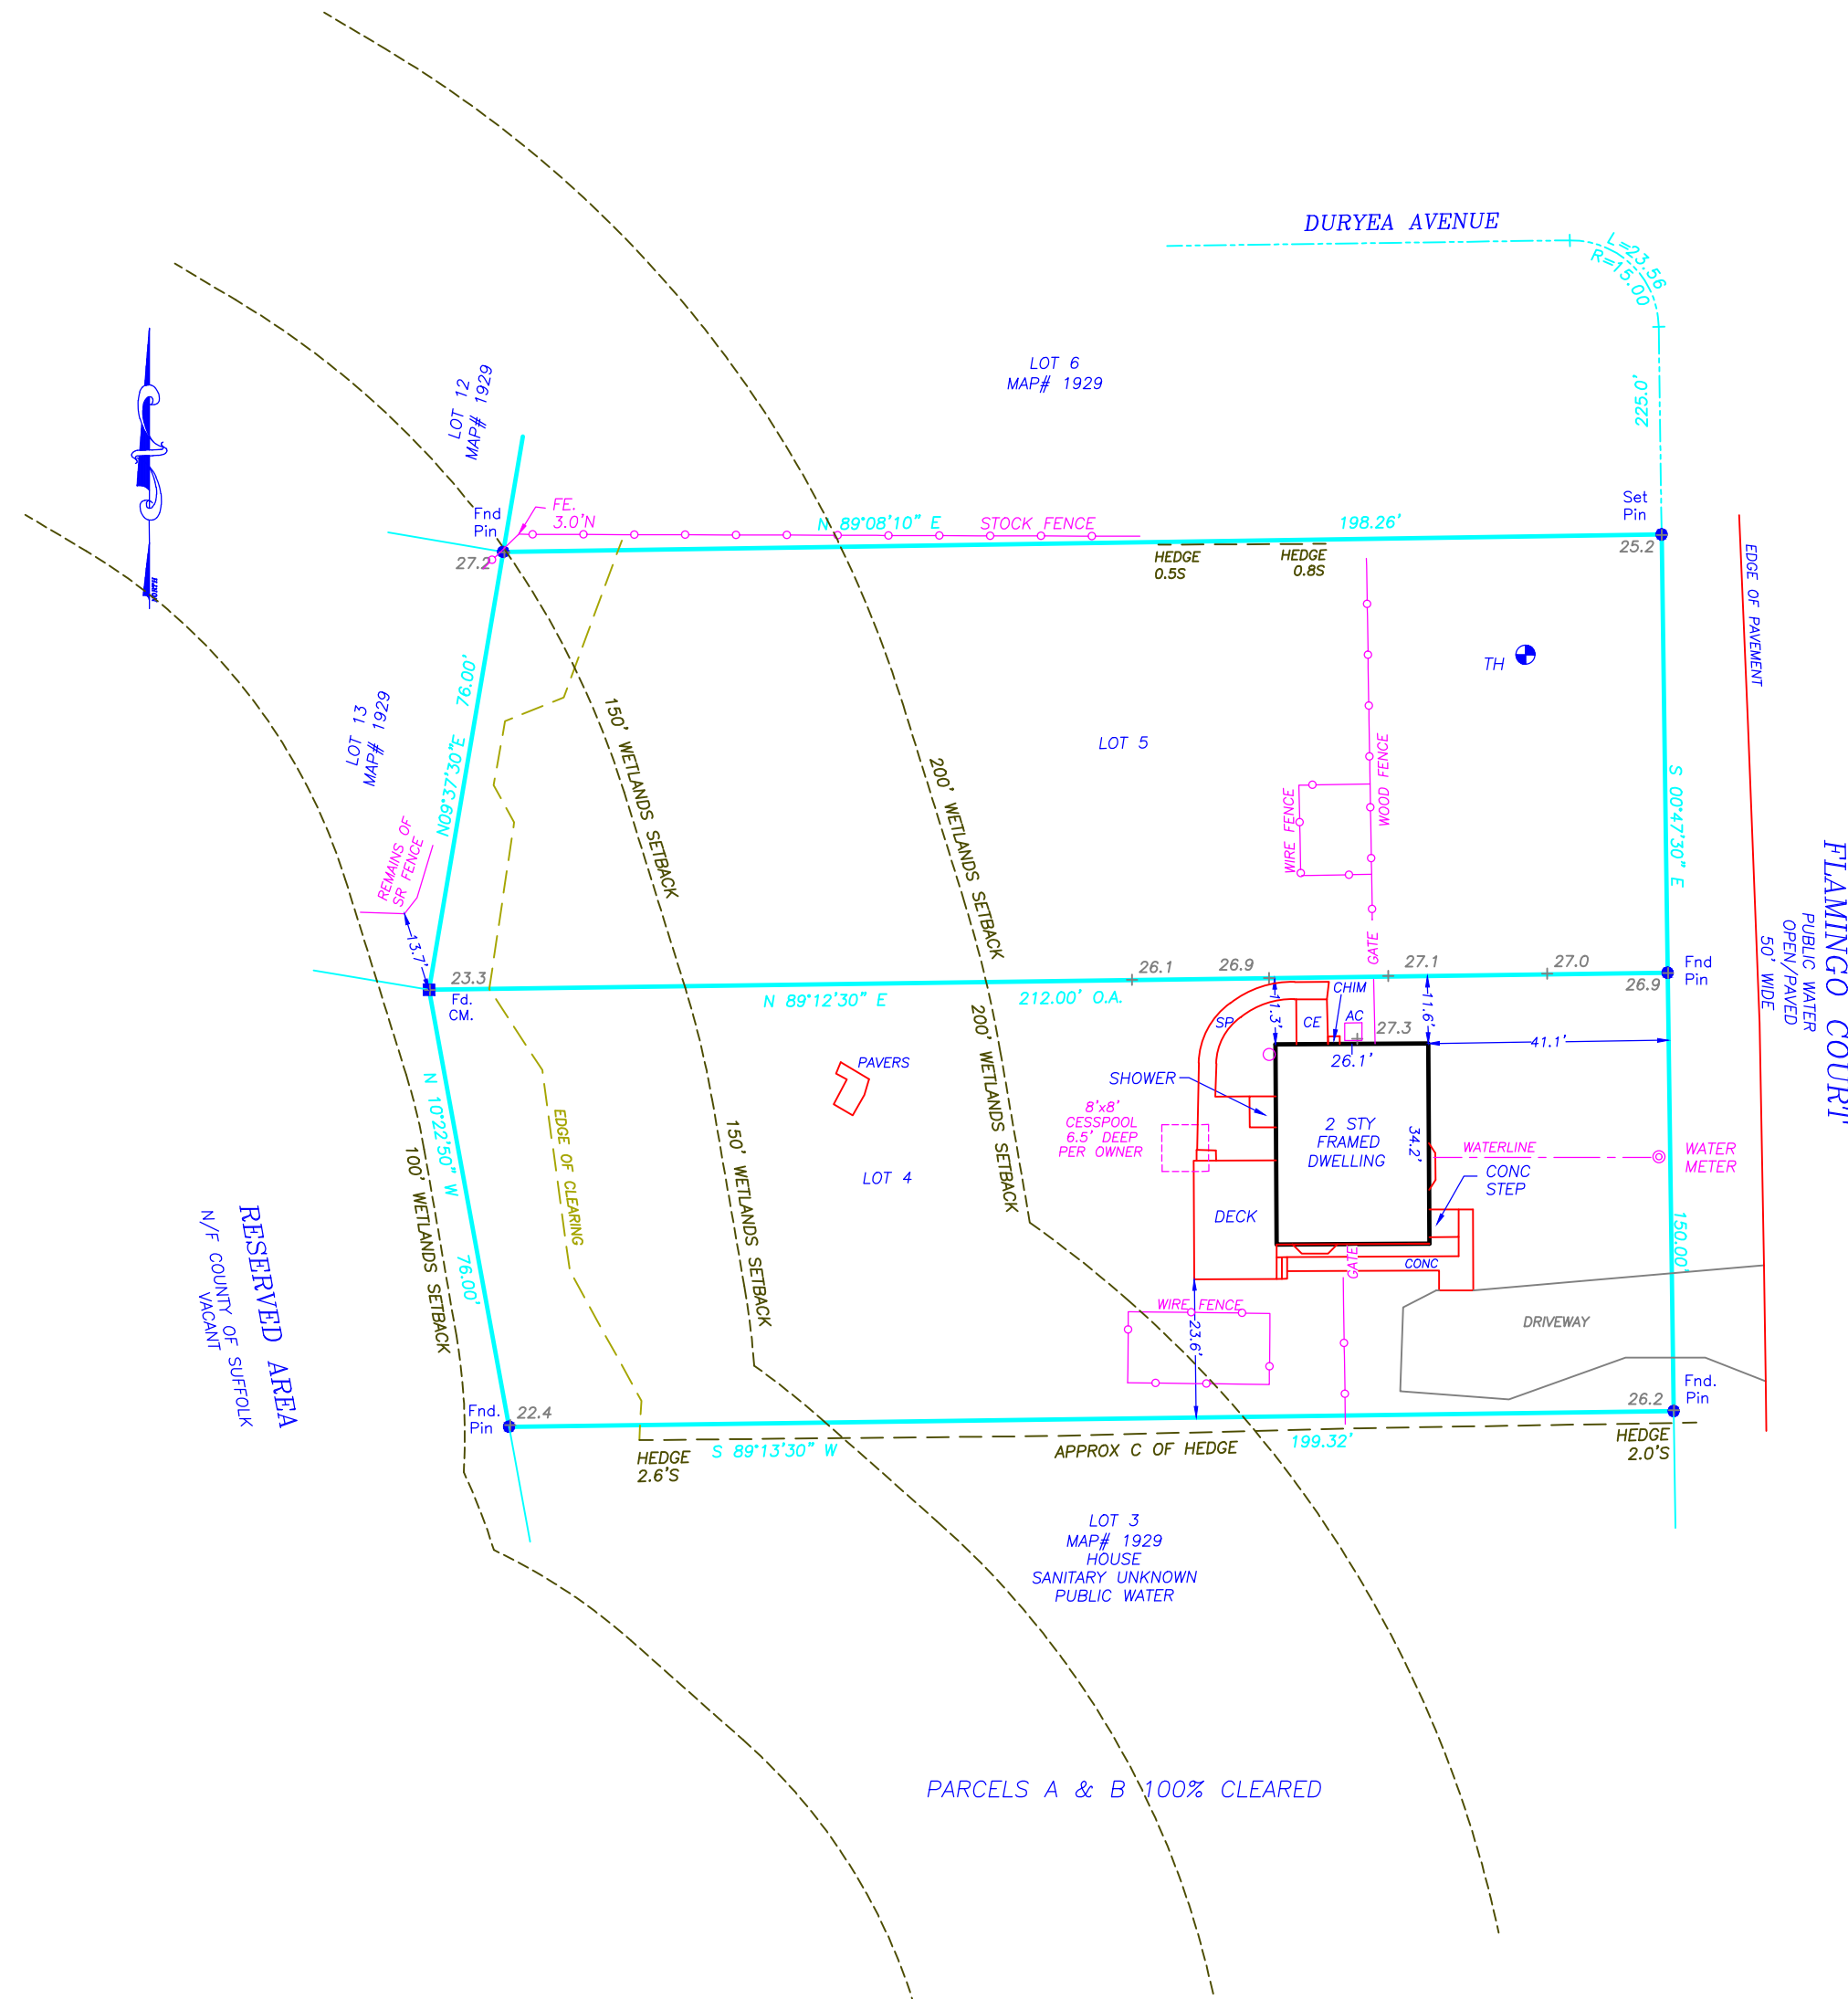 DURYEA AVENUE
L=23.56
R=15.00
225.0'
LOT 6
MAP# 1929
LOT 12
MAP# 1929
Fnd
Pin
FE.
3.0'N
N 89°08'10" E
STOCK FENCE
198.26'
Set
Pin
25.2
27.2
HEDGE
0.5S
HEDGE
0.8S
EDGE OF PAVEMENT
TH
NORTH
N09°37'30"E 76.00'
LOT 13
MAP# 1929
150' WETLANDS SETBACK
200' WETLANDS SETBACK
LOT 5
WOOD FENCE
WIRE FENCE
S 00°47'30" E
FLAMINGO COURT
PUBLIC WATER
OPEN/PAVED
50' WIDE
REMAINS OF
SR FENCE
13.7'
GATE
23.3
Fd.
CM.
N 89°12'30" E
212.00' O.A.
26.1
26.9
27.1
27.0
26.9
Fnd
Pin
CHIM
11.3'
SP
CE
AC
27.3
11.6'
26.1'
41.1'
PAVERS
SHOWER
8'x8'
CESSPOOL
6.5' DEEP
PER OWNER
2 STY
FRAMED
DWELLING
34.2'
WATERLINE
WATER
METER
CONC
STEP
N 10°22'50" W
76.00'
EDGE OF CLEARING
100' WETLANDS SETBACK
150' WETLANDS SETBACK
200' WETLANDS SETBACK
LOT 4
DECK
GATE
CONC
150.00'
RESERVED AREA
N/F COUNTY OF SUFFOLK
VACANT
WIRE FENCE
23.6'
DRIVEWAY
Fnd.
Pin
22.4
26.2
Fnd.
Pin
HEDGE
2.6'S
S 89°13'30" W
APPROX C OF HEDGE
199.32'
HEDGE
2.0'S
LOT 3
MAP# 1929
HOUSE
SANITARY UNKNOWN
PUBLIC WATER
PARCELS A & B 100% CLEARED